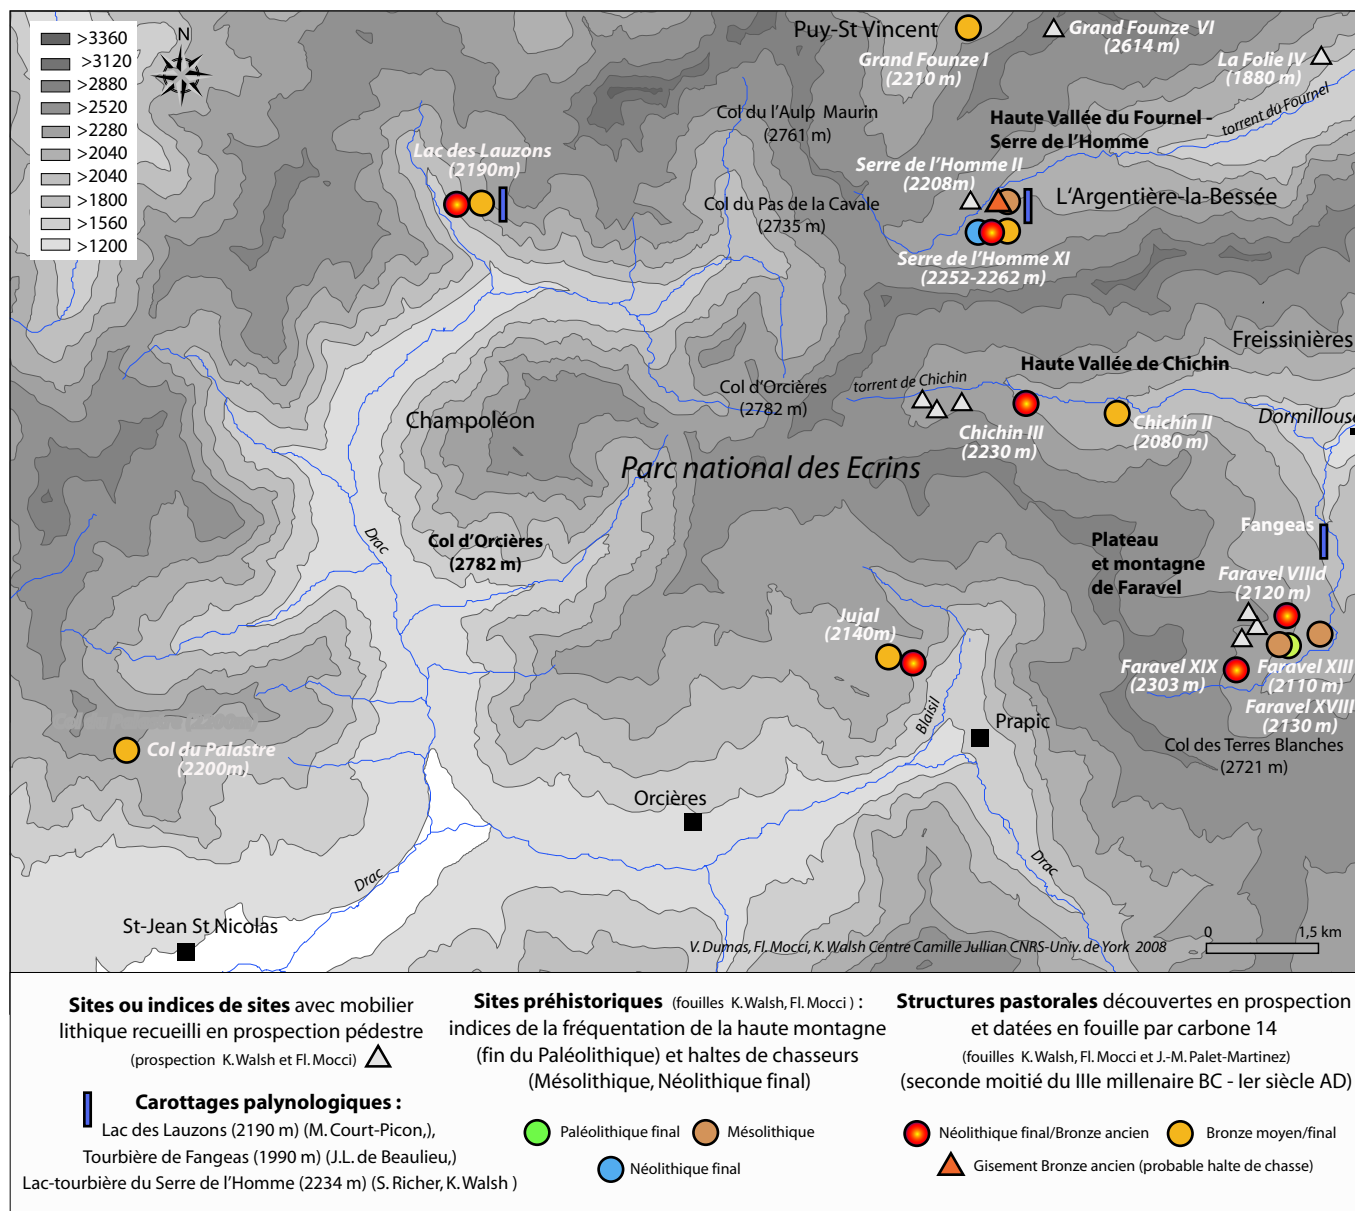 >3360
>3120
>2880
>2520
>2280
>2040
>2040
>1800
>1560
>1200
N
Puy-St Vincent
Grand Founze I
(2210 m)
Grand Founze VI
(2614 m)
La Folie IV
(1880 m)
torrent du Fournel
Col du l'Aulp Maurin
(2761 m)
Haute Vallée du Fournel -
Serre de l'Homme
Lac des Lauzons
(2190m)
Serre de l'Homme II
(2208m)
L'Argentière-la-Bessée
Col du Pas de la Cavale
(2735 m)
Serre de l'Homme XI
(2252-2262 m)
Freissinières
Haute Vallée de Chichin
torrent de Chichin
Col d'Orcières
(2782 m)
Champoléon
Chichin III
(2230 m)
Chichin II
(2080 m)
Dormillouse
Parc national des Ecrins
Drac
Col d'Orcières
(2782 m)
Fangeas
Plateau
et montagne
de Faravel
Faravel VIIId
(2120 m)
Jujal
(2140m)
Faravel XIX
(2303 m)
Faravel XIII
(2110 m)
Faravel XVIII
(2130 m)
Blaisil
Prapic
Col du Palastre
(2200m)
Col des Terres Blanches
(2721 m)
Orcières
Drac
Drac
St-Jean St Nicolas
V. Dumas, Fl. Mocci, K. Walsh Centre Camille Jullian CNRS-Univ. de York 2008
0 1,5 km
Sites ou indices de sites avec mobilier
lithique recueilli en prospection pédestre
(prospection K. Walsh et Fl. Mocci)
Carottages palynologiques :
Lac des Lauzons (2190 m) (M. Court-Picon,),
Tourbière de Fangeas (1990 m) (J.L. de Beaulieu,)
Lac-tourbière du Serre de l'Homme (2234 m) (S. Richer, K. Walsh )
Sites préhistoriques (fouilles K. Walsh, Fl. Mocci ) :
indices de la fréquentation de la haute montagne
(fin du Paléolithique) et haltes de chasseurs
(Mésolithique, Néolithique final)
Paléolithique final
Mésolithique
Néolithique final
Structures pastorales découvertes en prospection
et datées en fouille par carbone 14
(fouilles K. Walsh, Fl. Mocci et J.-M. Palet-Martinez)
(seconde moitié du IIIe millenaire BC - Ier siècle AD)
Néolithique final/Bronze ancien
Bronze moyen/final
Gisement Bronze ancien (probable halte de chasse)